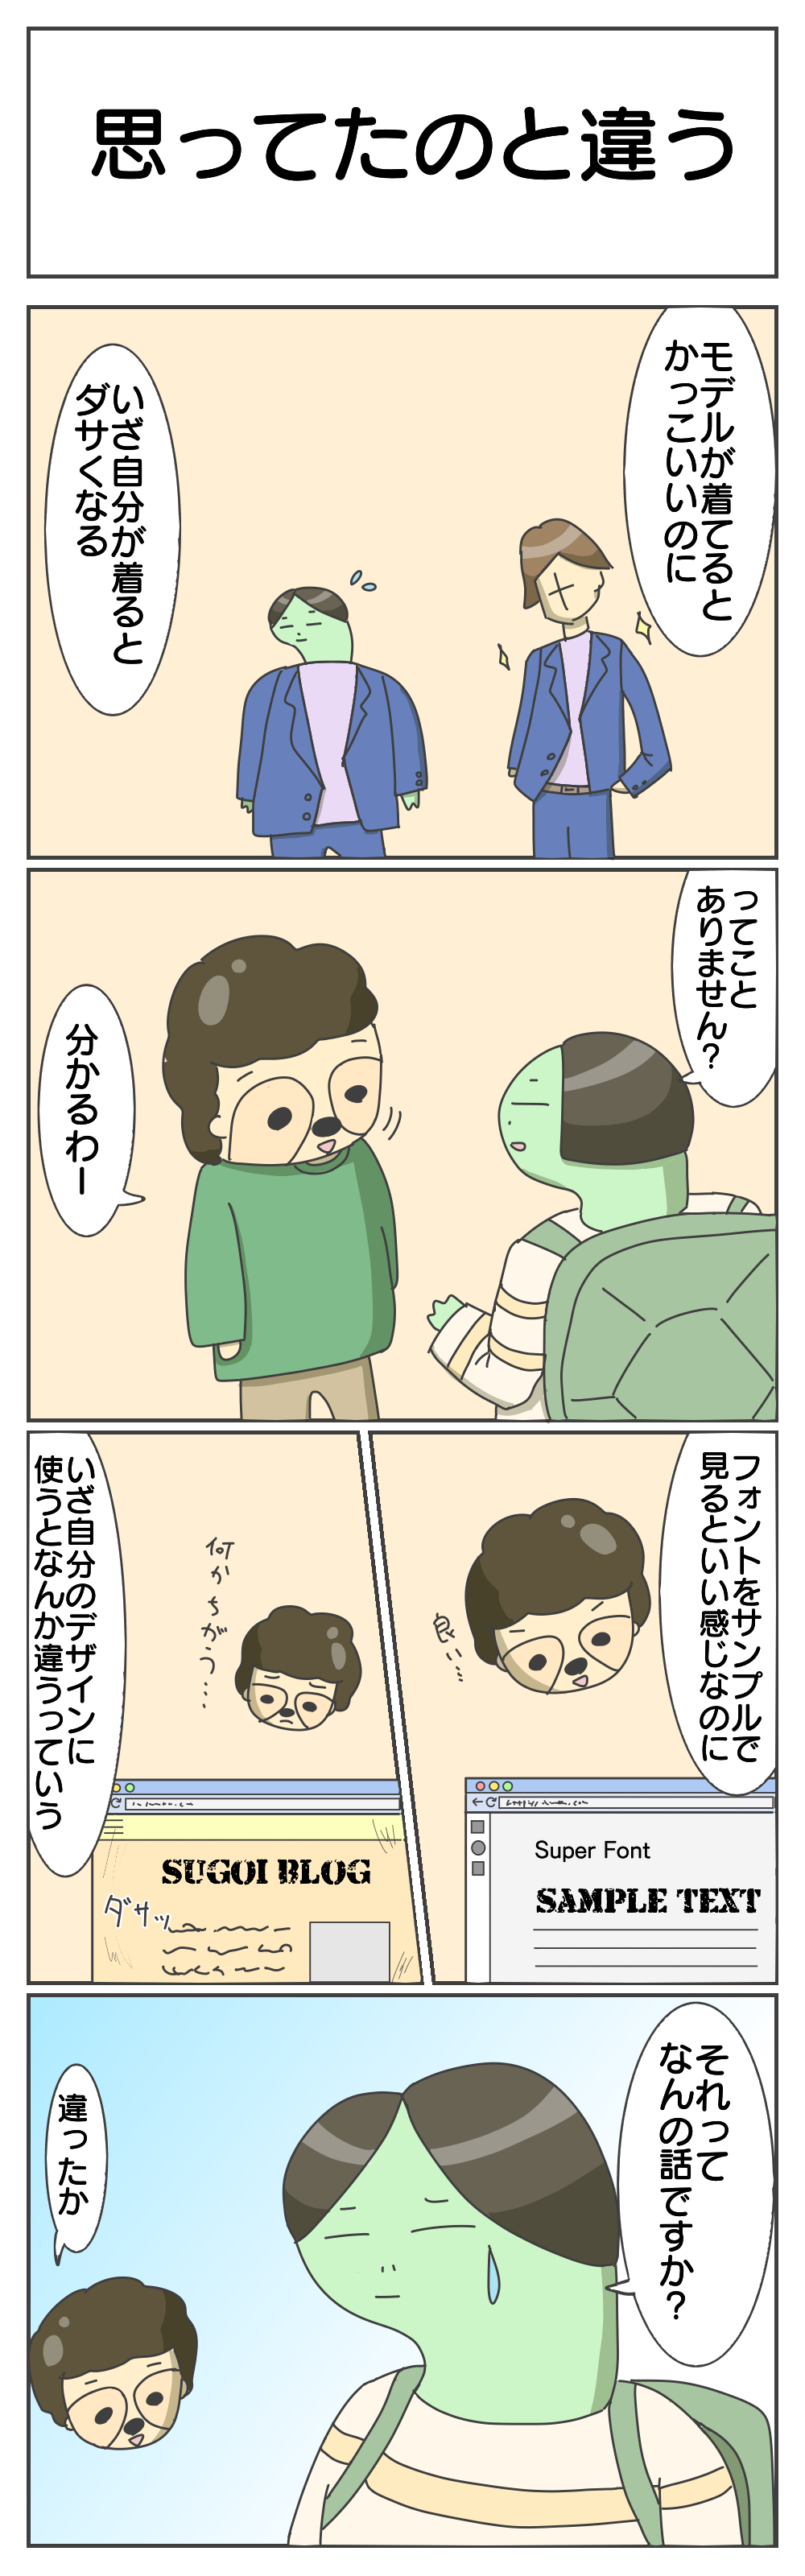 思ってたのと違う
モデルが着てると
かっこいいのに
いざ自分が着ると
ダサくなる
ってこと
ありません？
分かるわー
フォントをサンプルで
見るといい感じなのに
良い…
Super Font
SAMPLE TEXT
いざ自分のデザインに
使うとなんか違うっていう
何かちがう…
SUGOI BLOG
ダサッ
それって
なんの話ですか？
違ったか